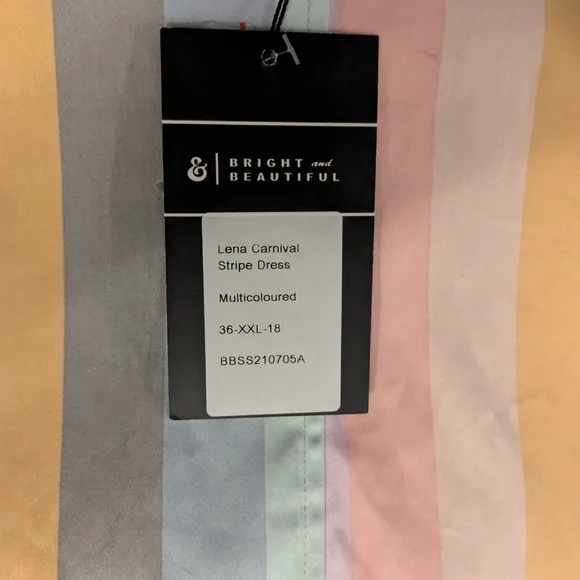 & BRIGHT and
BEAUTIFUL
Lena Carnival
Stripe Dress
Multicoloured
36-XXL-18
BBSS210705A